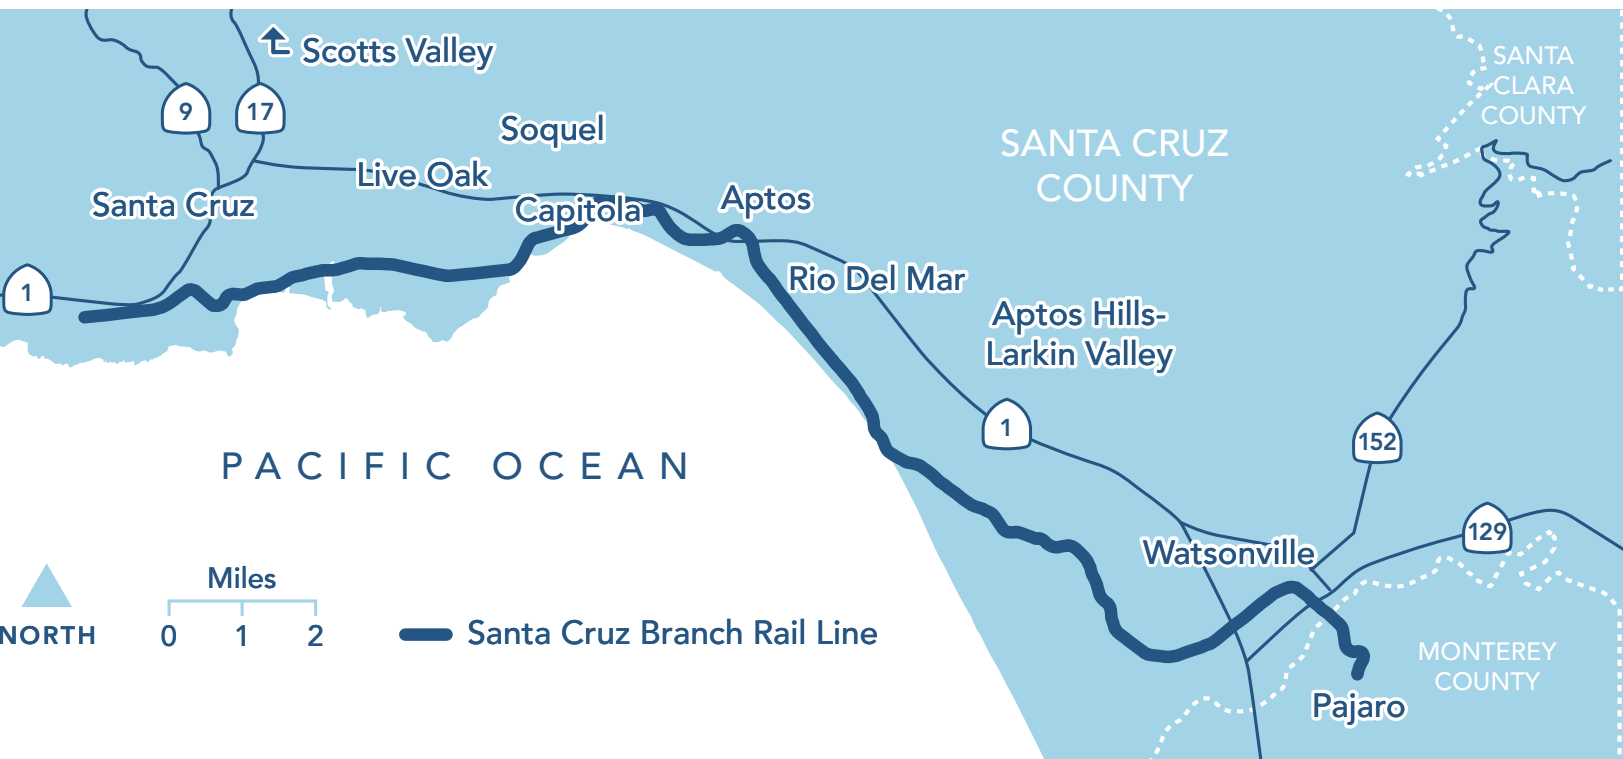 Scotts Valley
SANTA
CLARA
COUNTY
9
17
Soquel
SANTA CRUZ
COUNTY
Live Oak
Santa Cruz
Capitola
Aptos
1
Rio Del Mar
Aptos Hills-
Larkin Valley
1
152
PACIFIC OCEAN
129
Watsonville
Miles
NORTH
0 1 2
Santa Cruz Branch Rail Line
MONTEREY
COUNTY
Pajaro